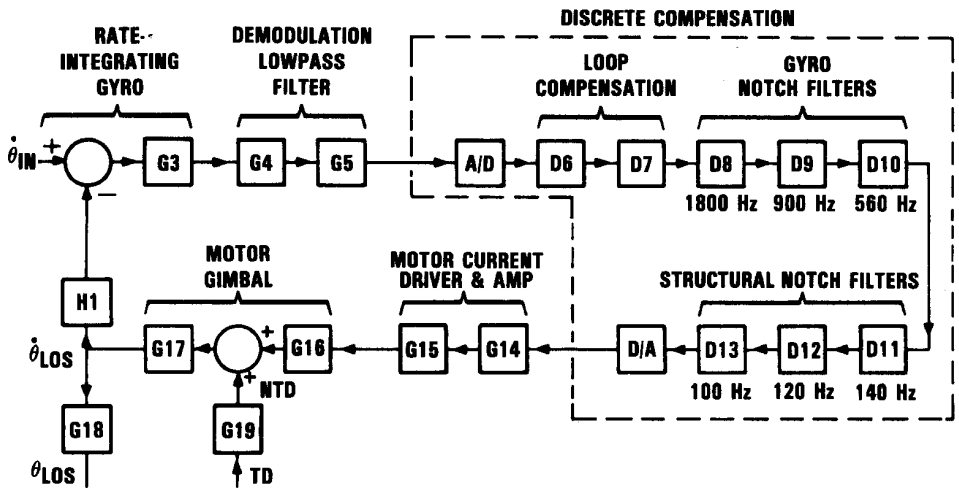 DISCRETE COMPENSATION
RATE-
INTEGRATING
GYRO
DEMODULATION
LOWPASS
FILTER
LOOP
COMPENSATION
GYRO
NOTCH FILTERS
θ̇IN
+
−
G3
G4
G5
A/D
D6
D7
D8
D9
D10
1800 Hz
900 Hz
560 Hz
MOTOR
GIMBAL
MOTOR CURRENT
DRIVER & AMP
STRUCTURAL NOTCH FILTERS
H1
θ̇LOS
G17
+
+
NTD
G16
G15
G14
D/A
D13
D12
D11
100 Hz
120 Hz
140 Hz
G18
G19
θLOS
TD